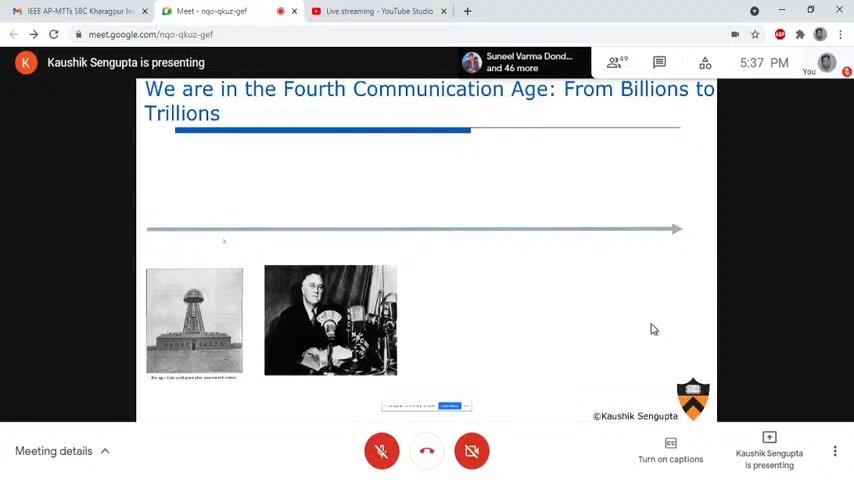 IEEE AP-MTTs SBC Kharagpur In
Meet - nqo-qkuz-gef
Live streaming - YouTube Studio
meet.google.com/nqo-qkuz-gef
ABP
K
Kaushik Sengupta is presenting
Suneel Varma Dond...
and 46 more
49
5:37 PM
You
We are in the Fourth Communication Age: From Billions to
Trillions
©Kaushik Sengupta
Meeting details
CC
Turn on captions
Kaushik Sengupta
is presenting